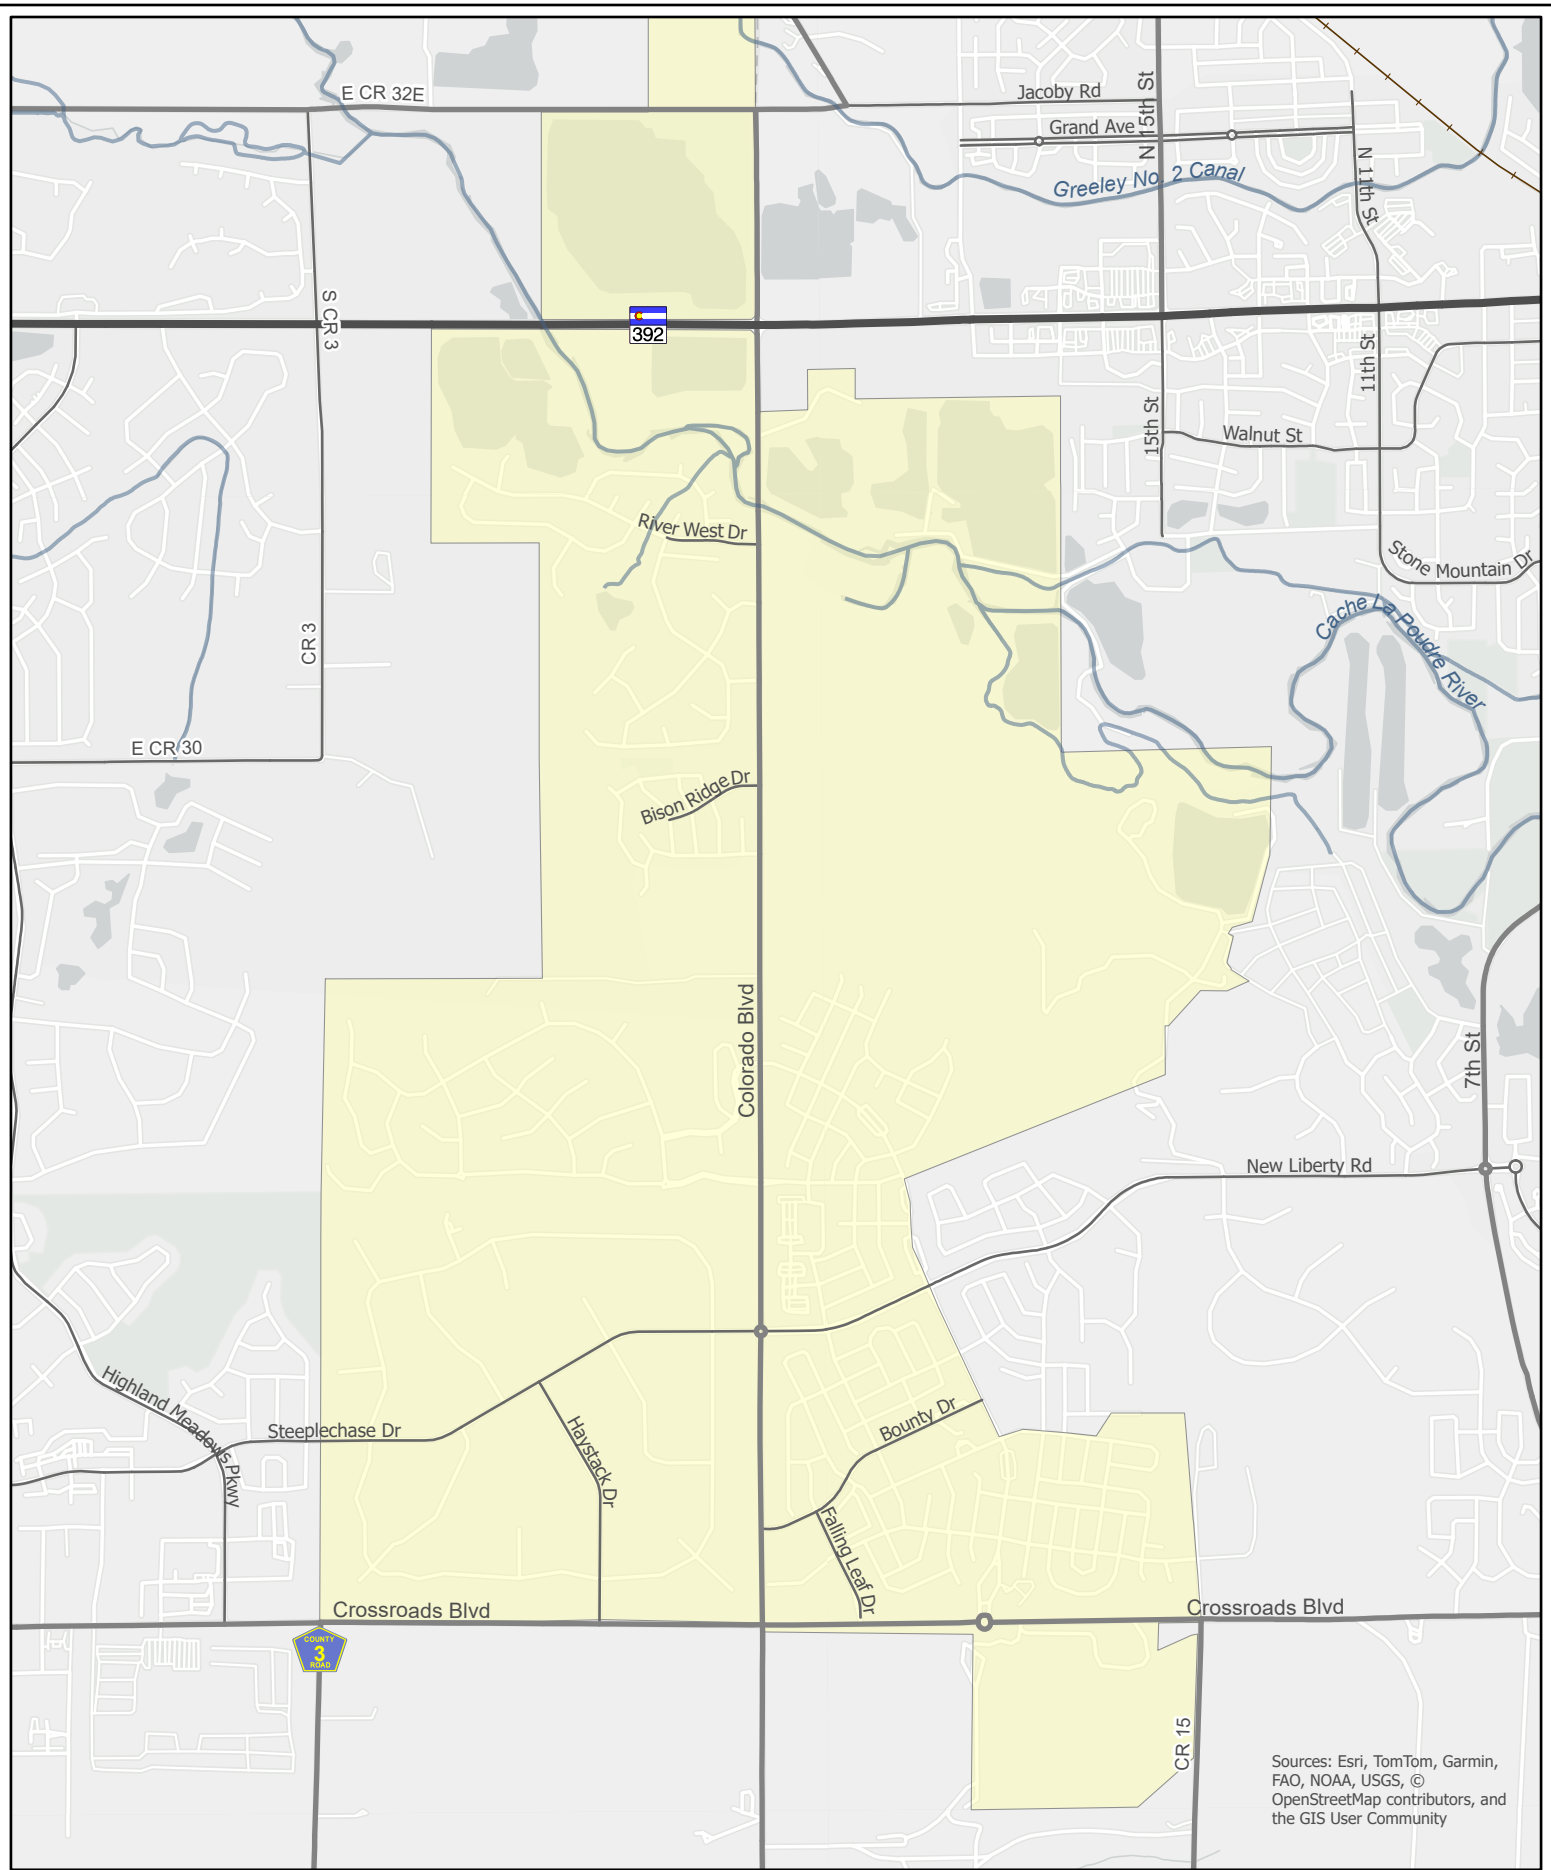 E CR 32E
Jacoby Rd
N 15th St
Grand Ave
Greeley No. 2 Canal
N 11th St
S CR 3
392
11th St
15th St
Walnut St
River West Dr
Stone Mountain Dr
Cache La Poudre River
CR 3
E CR 30
Bison Ridge Dr
Colorado Blvd
7th St
New Liberty Rd
Highland Meadows Pkwy
Steeplechase Dr
Haystack Dr
Bounty Dr
Falling Leaf Dr
Crossroads Blvd
Crossroads Blvd
COUNTY
3
ROAD
CR 15
Sources: Esri, TomTom, Garmin,
FAO, NOAA, USGS, ©
OpenStreetMap contributors, and
the GIS User Community